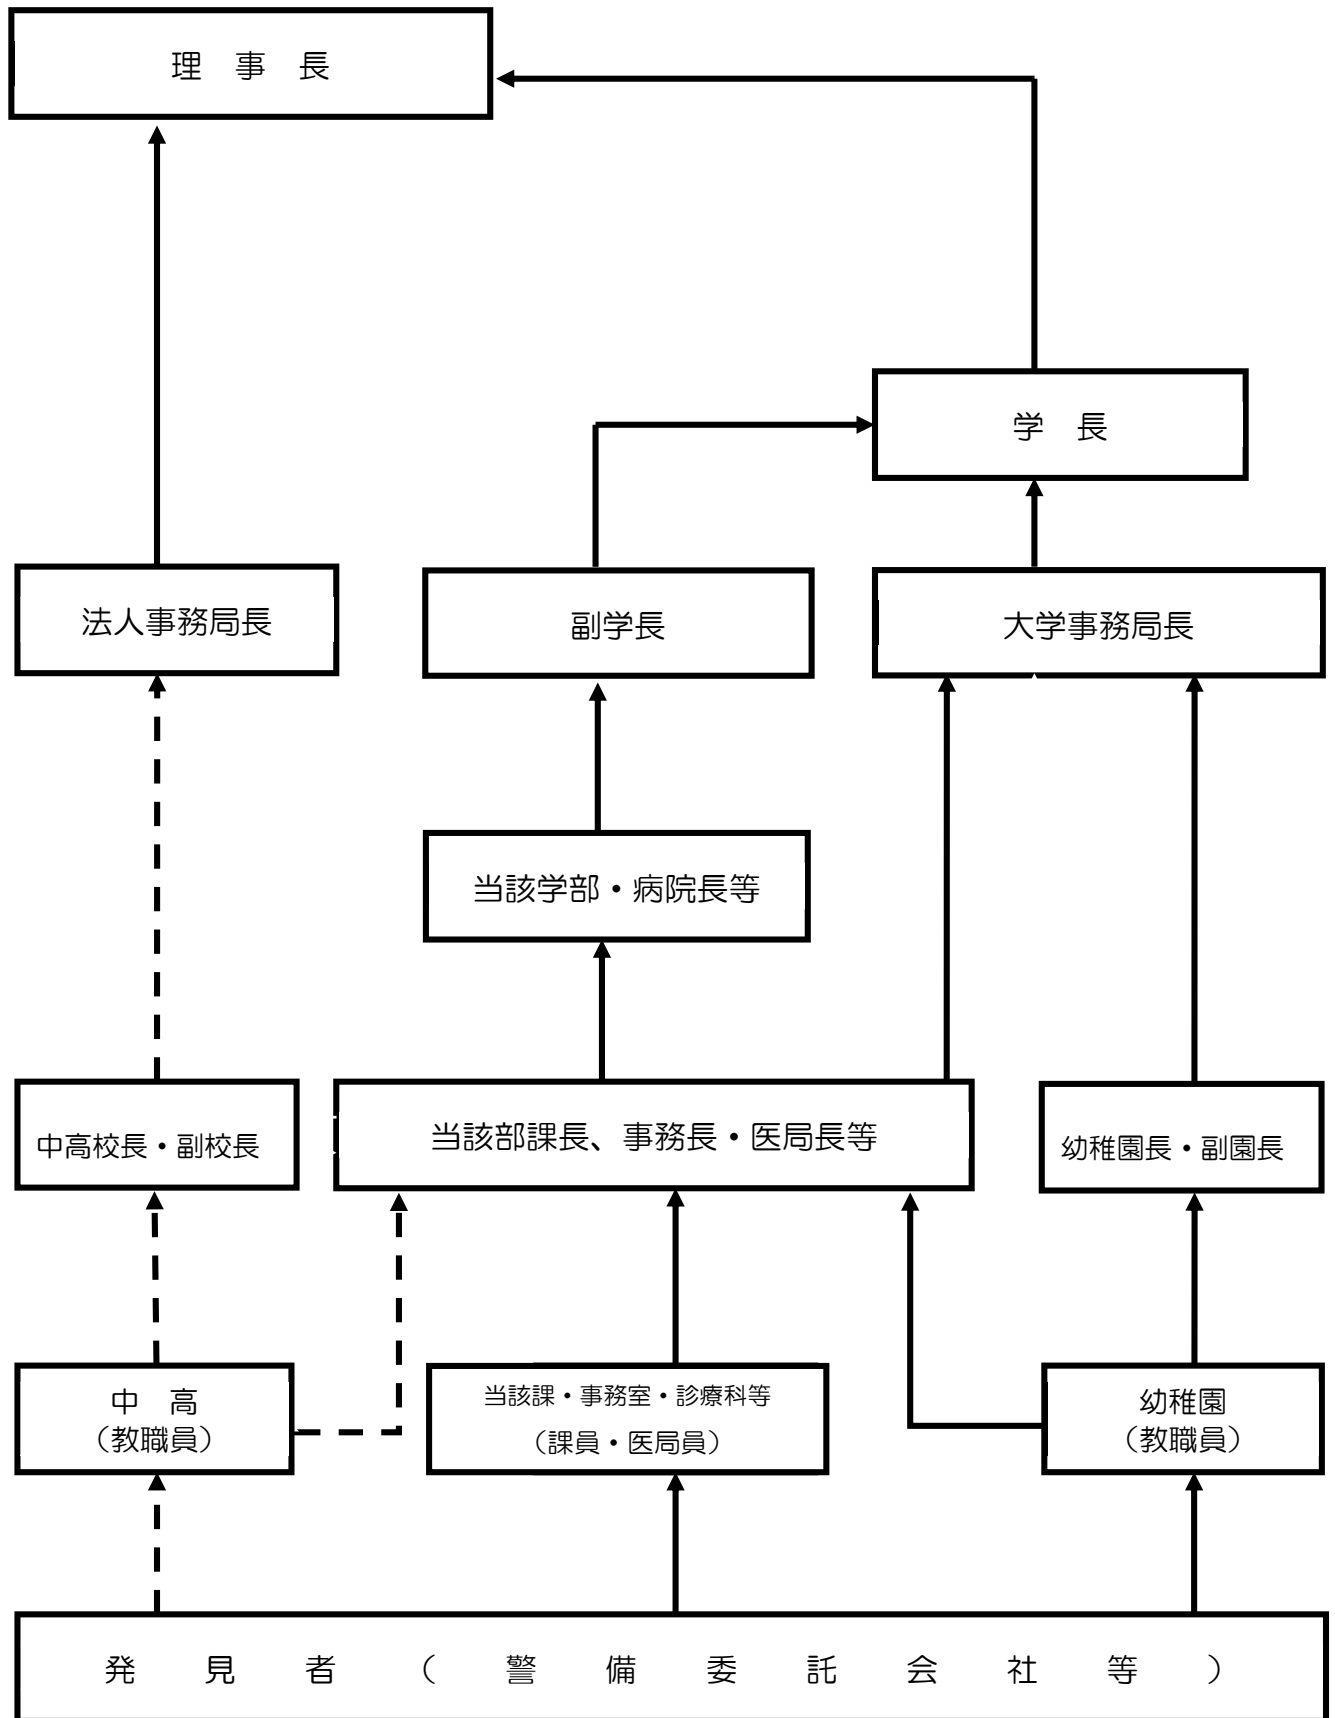 理　事　長
学　長
法人事務局長
副学長
大学事務局長
当該学部・病院長等
中高校長・副校長
当該部課長、事務長・医局長等
幼稚園長・副園長
中　高
（教職員）
当該課・事務室・診療科等
（課員・医局員）
幼稚園
（教職員）
発　見　者　（　警　備　委　託　会　社　等　）